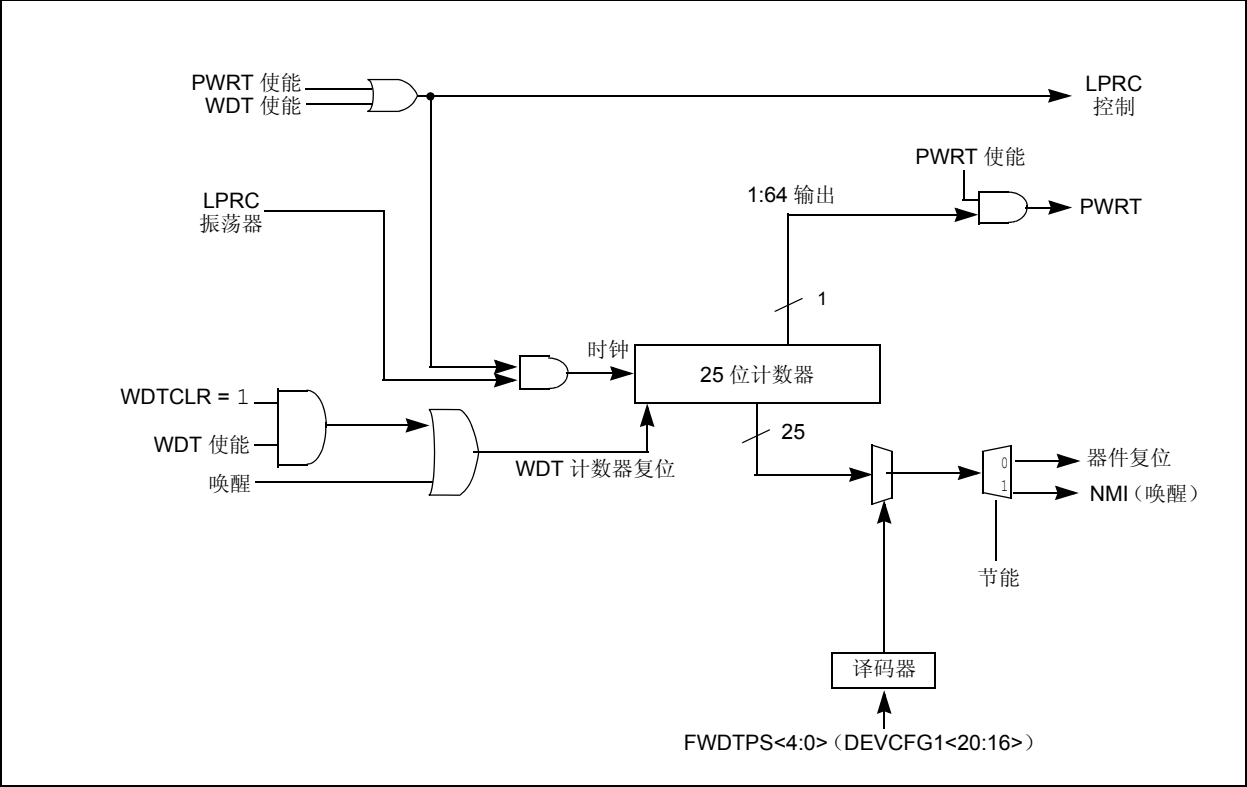 PWRT 使能
WDT 使能
LPRC
控制
PWRT 使能
1:64 输出
PWRT
LPRC
振荡器
1
时钟
25 位计数器
WDTCLR = 1
WDT 使能
唤醒
WDT 计数器复位
25
0
1
器件复位
NMI（唤醒）
节能
译码器
FWDTPS<4:0>（DEVCFG1<20:16>）